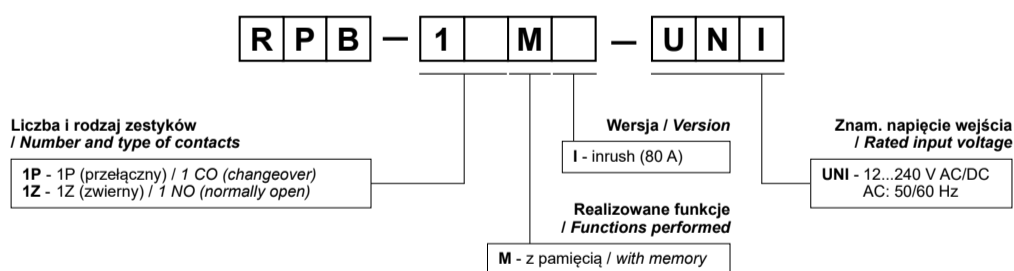 RPB – 1 M – UNI
Liczba i rodzaj zestyków
/ Number and type of contacts
1P - 1P (przełączny) / 1 CO (changeover)
1Z - 1Z (zwierny) / 1 NO (normally open)
Wersja / Version
I - inrush (80 A)
Realizowane funkcje
/ Functions performed
M - z pamięcią / with memory
Znam. napięcie wejścia
/ Rated input voltage
UNI - 12...240 V AC/DC
AC: 50/60 Hz